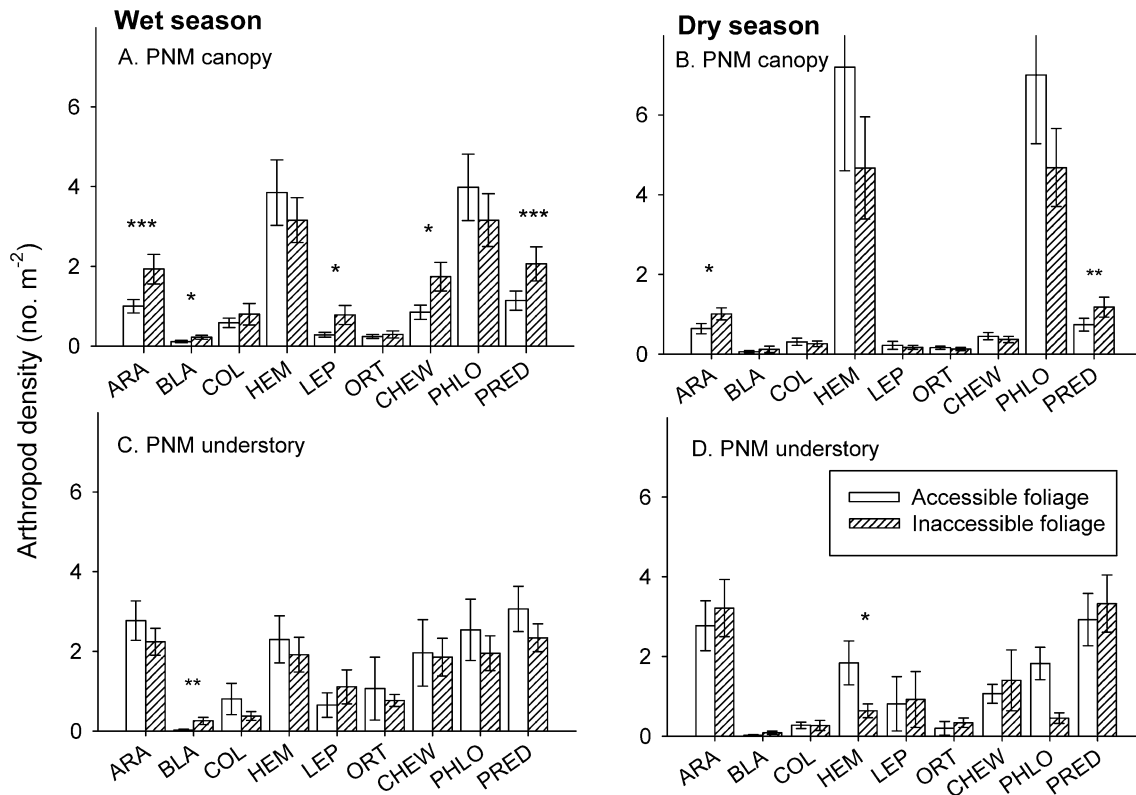 Wet season
Dry season
A. PNM canopy
B. PNM canopy
6
4
2
0
***
*
*
*
***
ARA BLA COL HEM LEP ORT CHEW PHLO PRED
6
4
2
0
*
**
ARA BLA COL HEM LEP ORT CHEW PHLO PRED
Arthropod density (no. m-2)
C. PNM understory
6
4
2
0
**
ARA BLA COL HEM LEP ORT CHEW PHLO PRED
D. PNM understory
Accessible foliage
Inaccessible foliage
6
4
2
0
*
ARA BLA COL HEM LEP ORT CHEW PHLO PRED